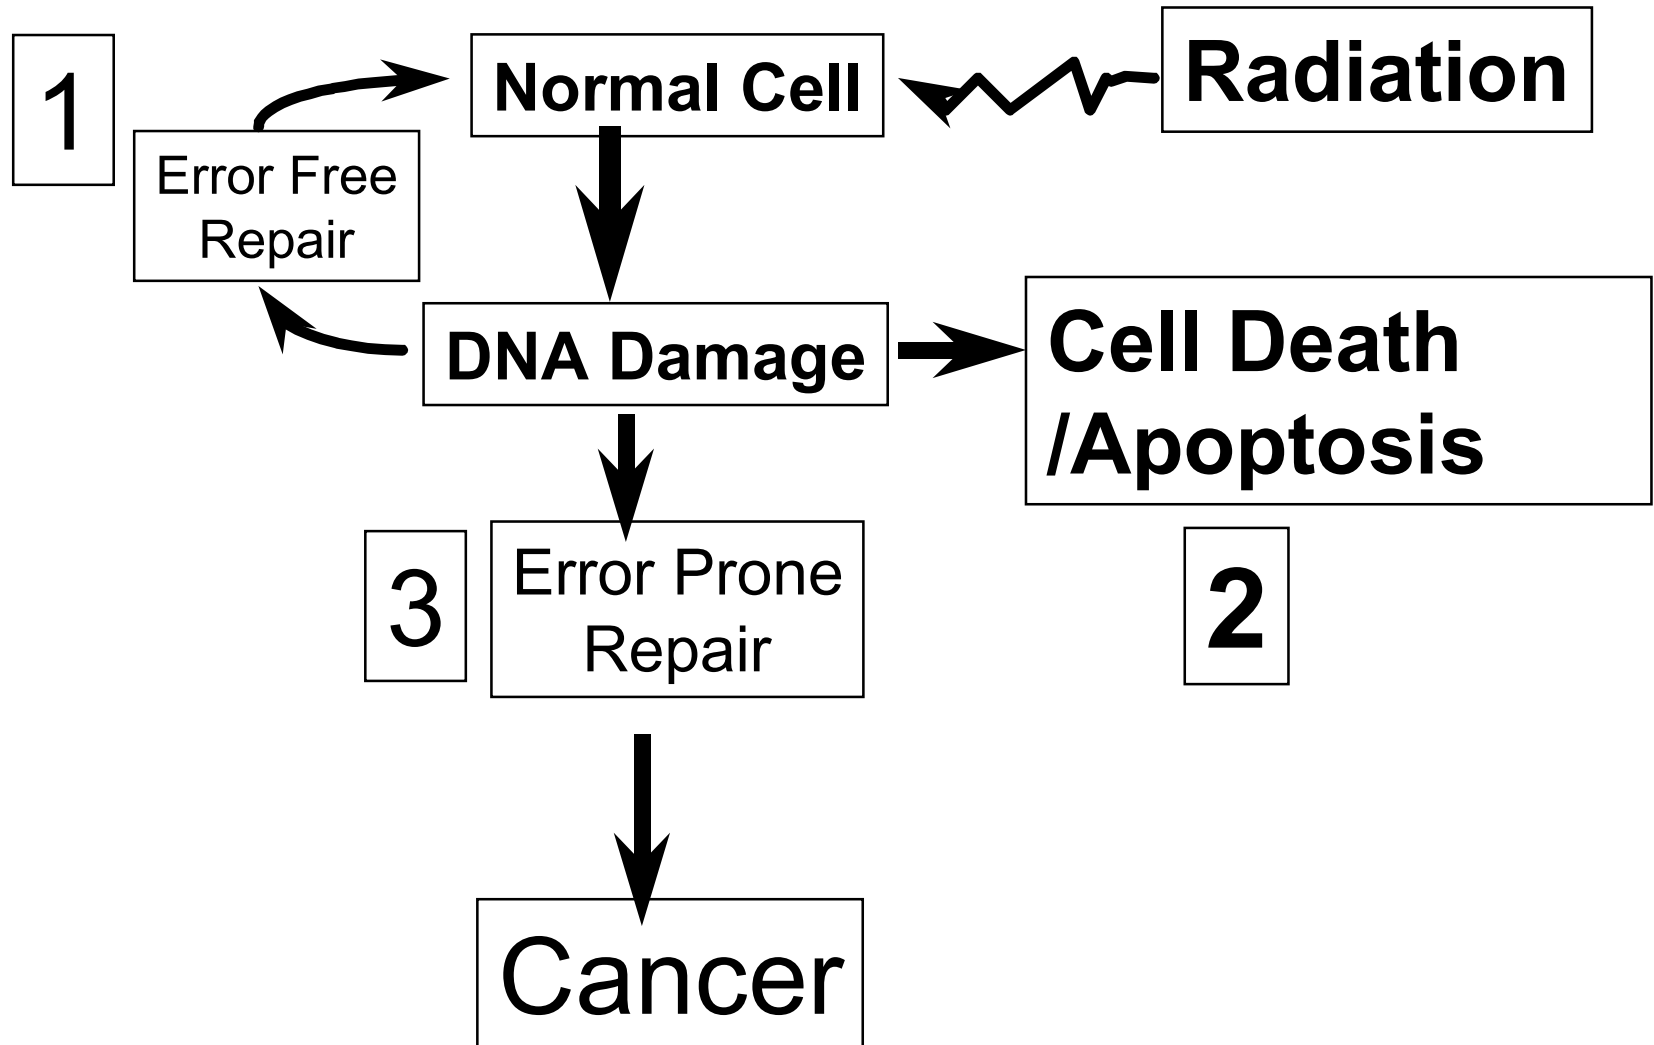 1
Normal Cell
Radiation
Error Free
Repair
DNA Damage
Cell Death
/Apoptosis
3
Error Prone
Repair
2
Cancer